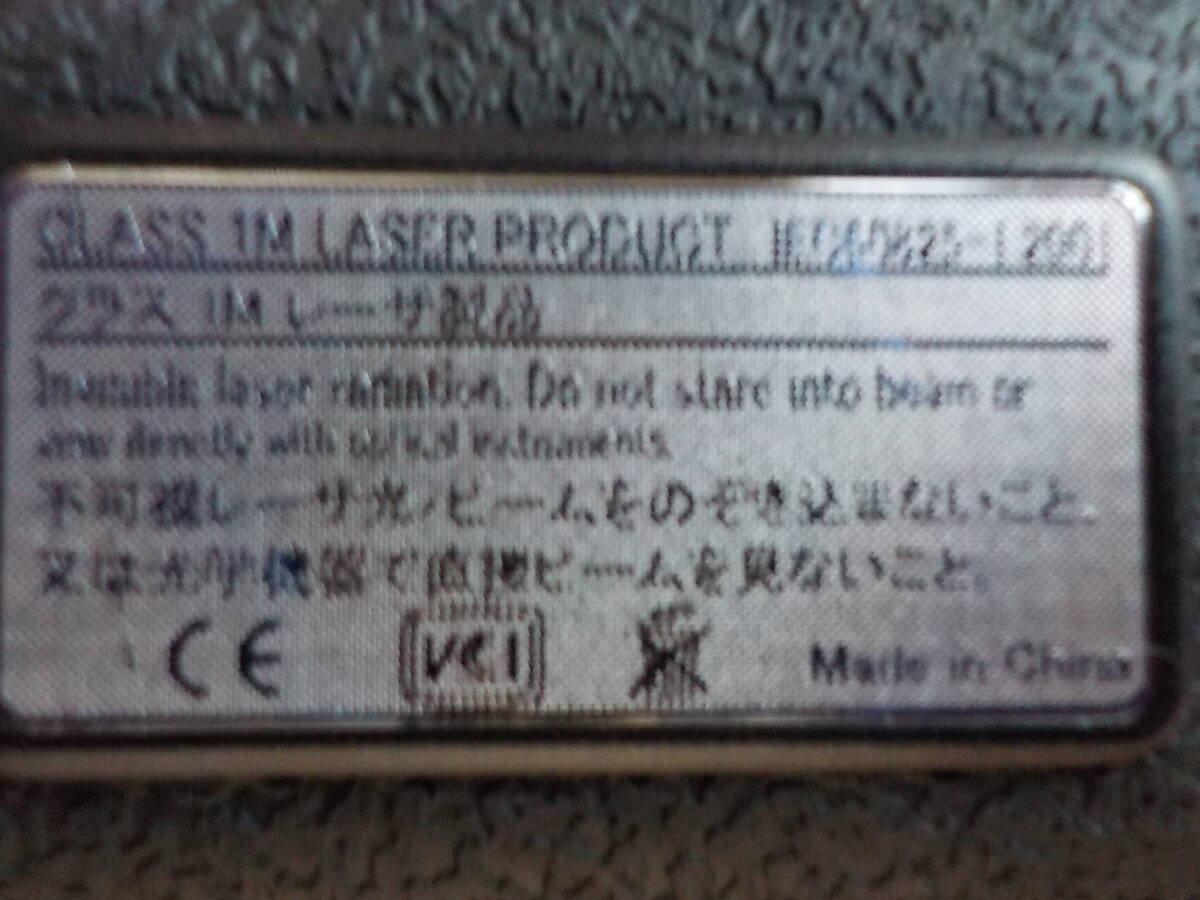 CLASS 1M LASER PRODUCT IEC60825-1 2001
クラス 1M レーザ製品
Invisible laser radiation. Do not stare into beam or
view directly with optical instruments.
不可視レーザ光／ビームをのぞき込まないこと、
又は光学機器で直接ビームを見ないこと。
CE VCI Made in China